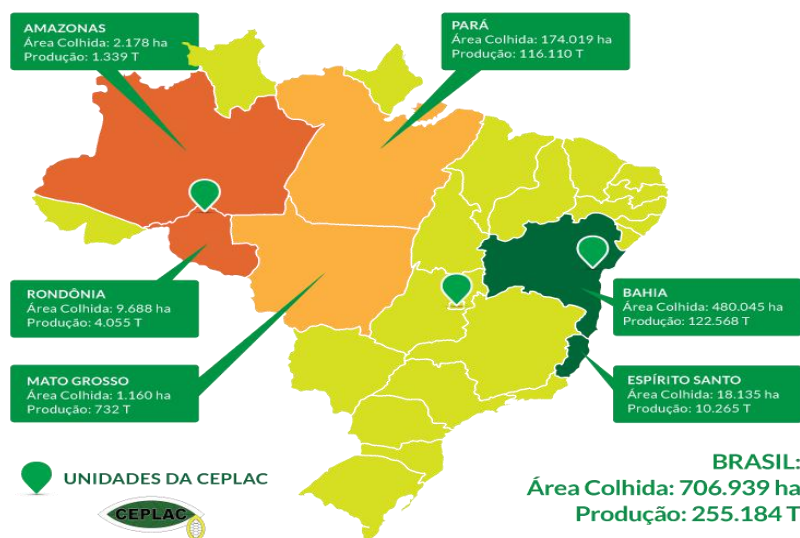 AMAZONAS
Área Colhida: 2.178 ha
Produção: 1.339 T
PARÁ
Área Colhida: 174.019 ha
Produção: 116.110 T
RONDÔNIA
Área Colhida: 9.688 ha
Produção: 4.055 T
BAHIA
Área Colhida: 480.045 ha
Produção: 122.568 T
MATO GROSSO
Área Colhida: 1.160 ha
Produção: 732 T
ESPÍRITO SANTO
Área Colhida: 18.135 ha
Produção: 10.265 T
UNIDADES DA CEPLAC
CEPLAC
BRASIL:
Área Colhida: 706.939 ha
Produção: 255.184 T